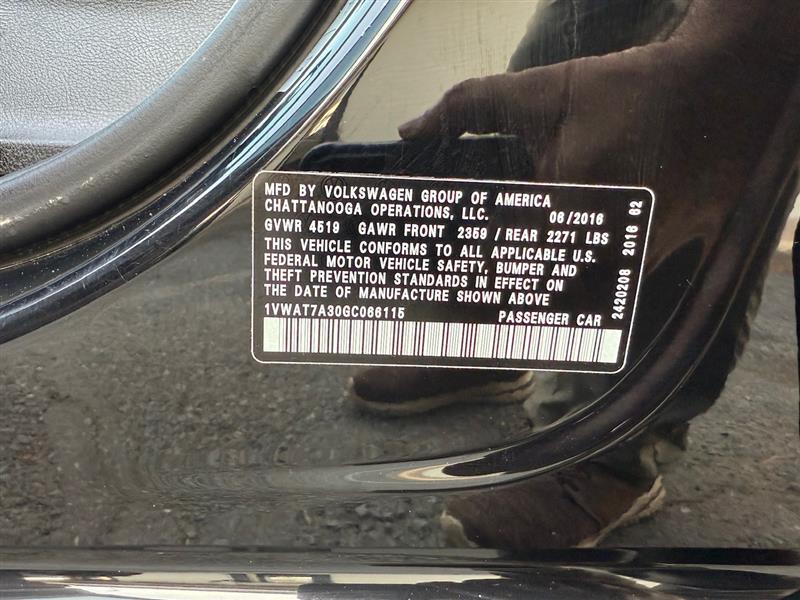 MFD BY VOLKSWAGEN GROUP OF AMERICA
CHATTANOOGA OPERATIONS, LLC. 06/2016
GVWR 4519 GAWR FRONT 2359 / REAR 2271 LBS
THIS VEHICLE CONFORMS TO ALL APPLICABLE U.S.
FEDERAL MOTOR VEHICLE SAFETY, BUMPER AND
THEFT PREVENTION STANDARDS IN EFFECT ON
THE DATE OF MANUFACTURE SHOWN ABOVE
1VWAT7A30GC066115 PASSENGER CAR
2420208 2016 62